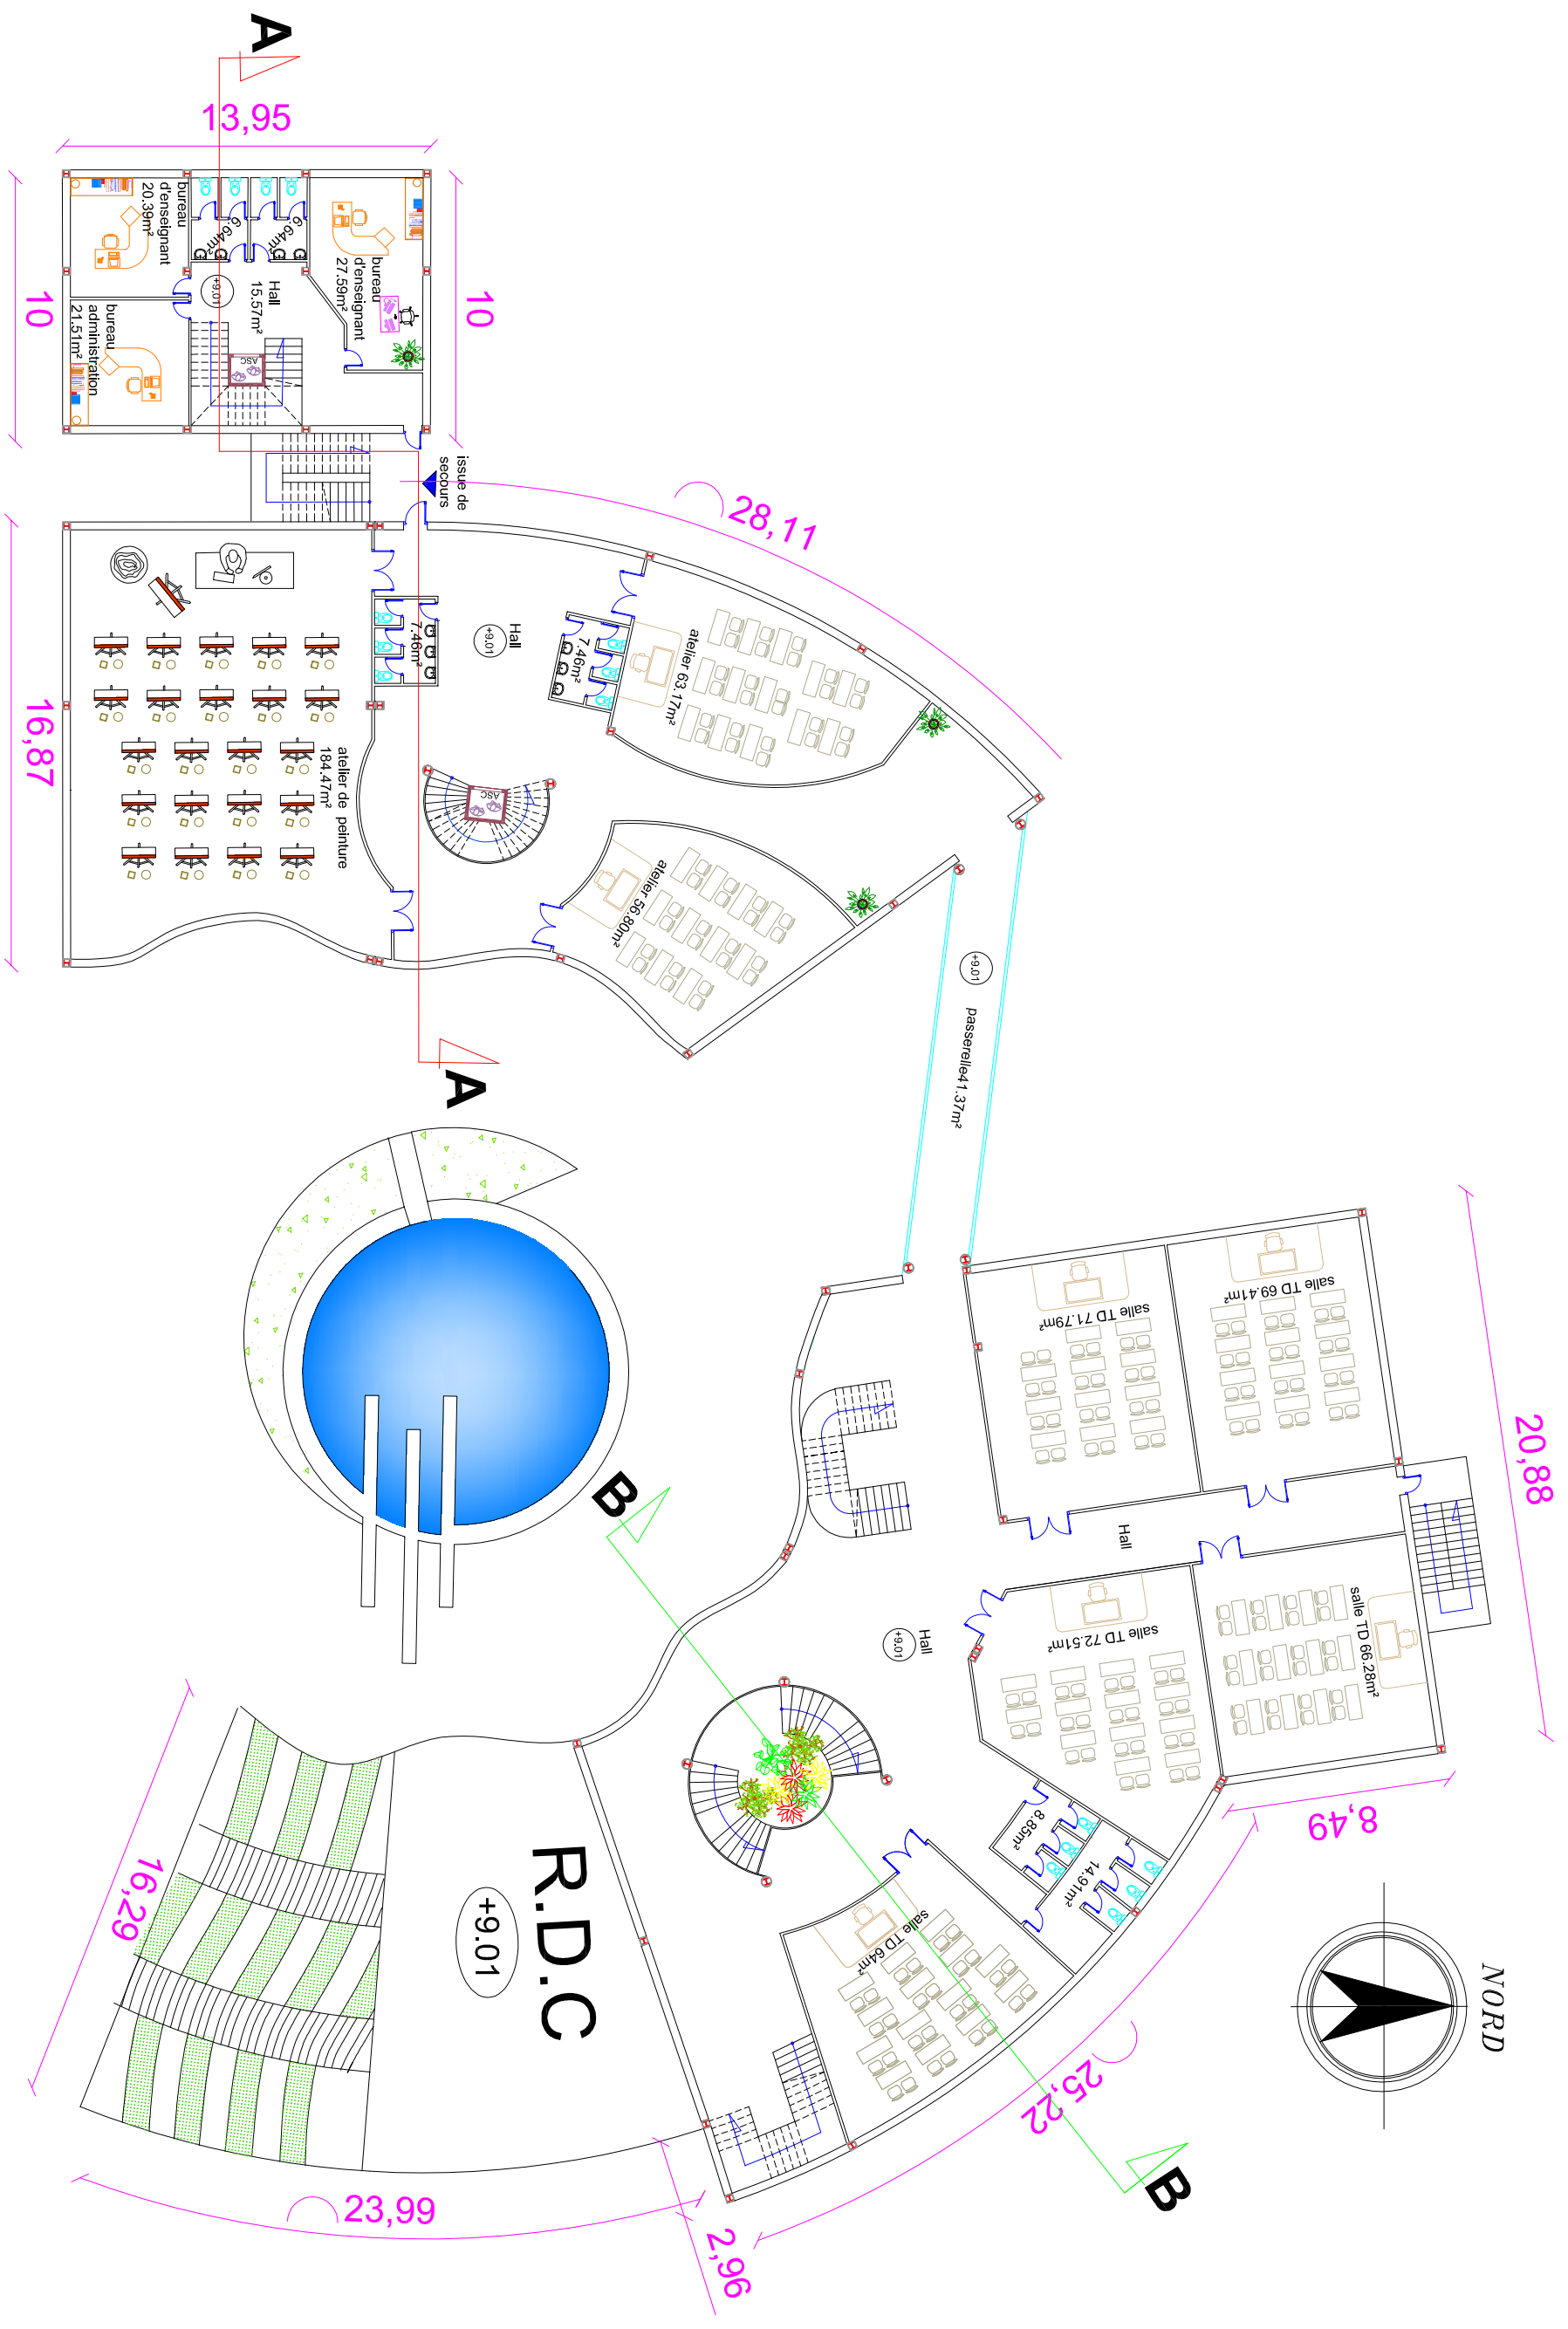 A
13,95
10
10
bureau
d'enseignant
20.39m²
6.64m²
6.64m²
bureau
d'enseignant
27.59m²
Hall
15.57m²
+9.01
bureau
administration
21.51m²
ASC
issue de
secours
28,11
16,87
7.46m²
Hall
+9.01
7.46m²
atelier 63.17m²
atelier de peinture
184.47m²
ASC
atelier 56.80m²
+9.01
passerelle41.37m²
A
20,88
salle TD 71.79m²
salle TD 69.41m²
Hall
B
salle TD 72.51m²
salle TD 66.28m²
Hall
+9.01
8,49
8.85m²
14.91m²
salle TD 64m²
R.D.C
+9.01
16,29
NORD
25,22
B
23,99
2,96